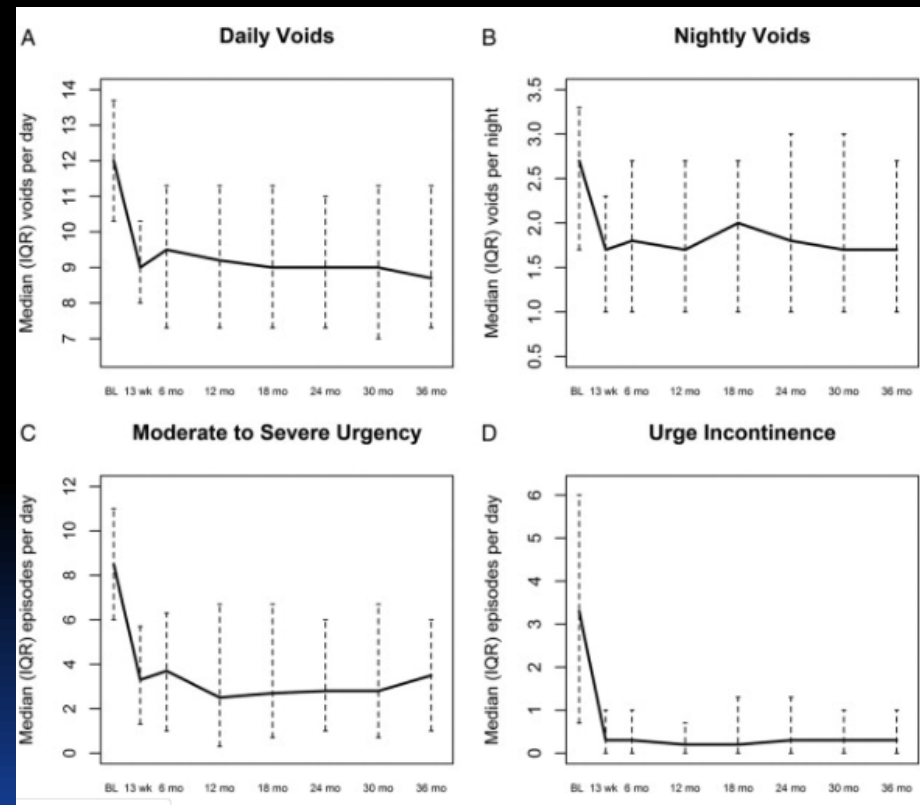 A
Daily Voids
Median (IQR) voids per day
14
13
12
11
10
9
8
7
BL 13 wk 6 mo 12 mo 18 mo 24 mo 30 mo 36 mo
B
Nightly Voids
Median (IQR) voids per night
3.5
3.0
2.5
2.0
1.5
1.0
0.5
BL 13 wk 6 mo 12 mo 18 mo 24 mo 30 mo 36 mo
C
Moderate to Severe Urgency
Median (IQR) episodes per day
12
10
8
6
4
2
0
BL 13 wk 6 mo 12 mo 18 mo 24 mo 30 mo 36 mo
D
Urge Incontinence
Median (IQR) episodes per day
6
5
4
3
2
1
0
BL 13 wk 6 mo 12 mo 18 mo 24 mo 30 mo 36 mo